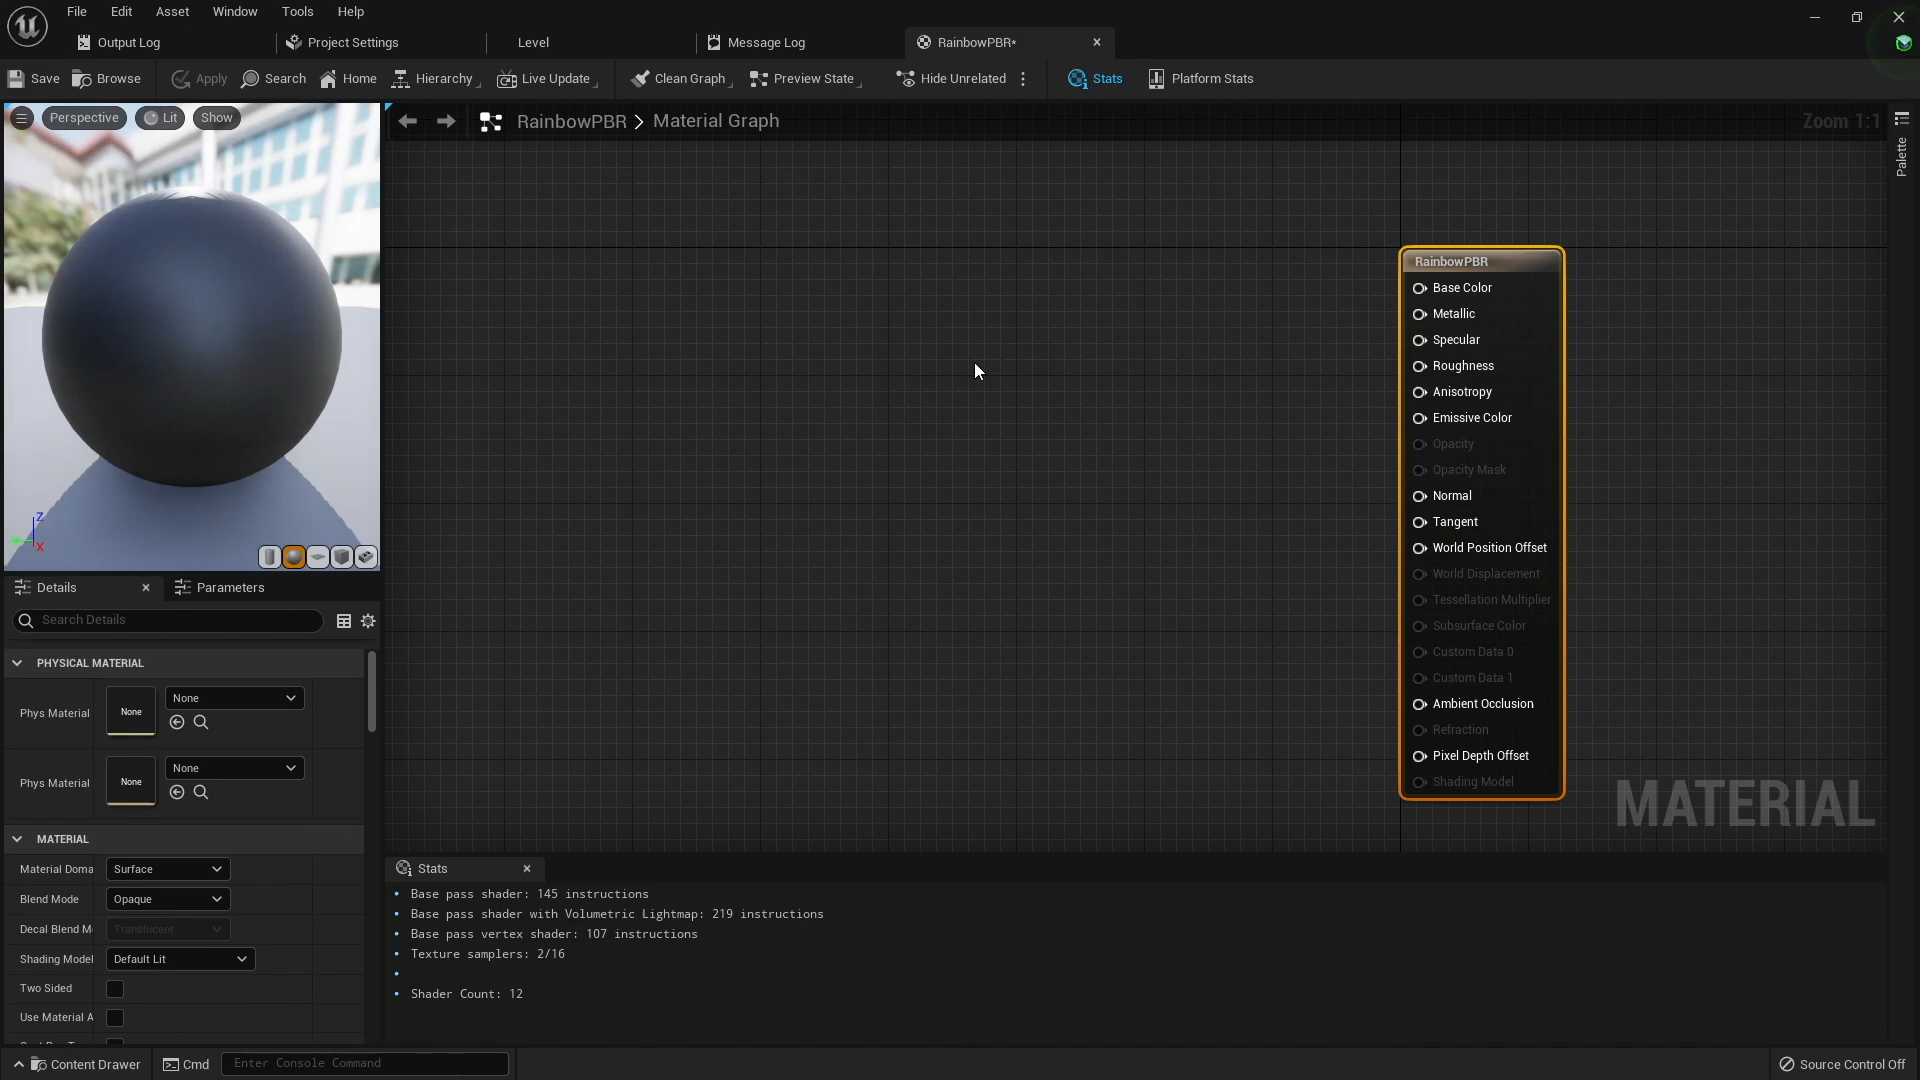 File Edit Asset Window Tools Help
Output Log
Project Settings
Level
Message Log
RainbowPBR*
Save
Browse
Apply
Search
Home
Hierarchy
Live Update
Clean Graph
Preview State
Hide Unrelated
Stats
Platform Stats
Perspective
Lit
Show
RainbowPBR > Material Graph
Zoom 1:1
Palette
RainbowPBR
Base Color
Metallic
Specular
Roughness
Anisotropy
Emissive Color
Opacity
Opacity Mask
Normal
Tangent
World Position Offset
World Displacement
Tessellation Multiplier
Subsurface Color
Custom Data 0
Custom Data 1
Ambient Occlusion
Refraction
Pixel Depth Offset
Shading Model
MATERIAL
Z
X
Details
Parameters
Search Details
PHYSICAL MATERIAL
Phys Material
None
None
Phys Material
None
None
MATERIAL
Material Doma
Surface
Blend Mode
Opaque
Decal Blend M
Translucent
Shading Model
Default Lit
Two Sided
Use Material A
Stats
Base pass shader: 145 instructions
Base pass shader with Volumetric Lightmap: 219 instructions
Base pass vertex shader: 107 instructions
Texture samplers: 2/16
Shader Count: 12
Content Drawer
Cmd
Enter Console Command
Source Control Off